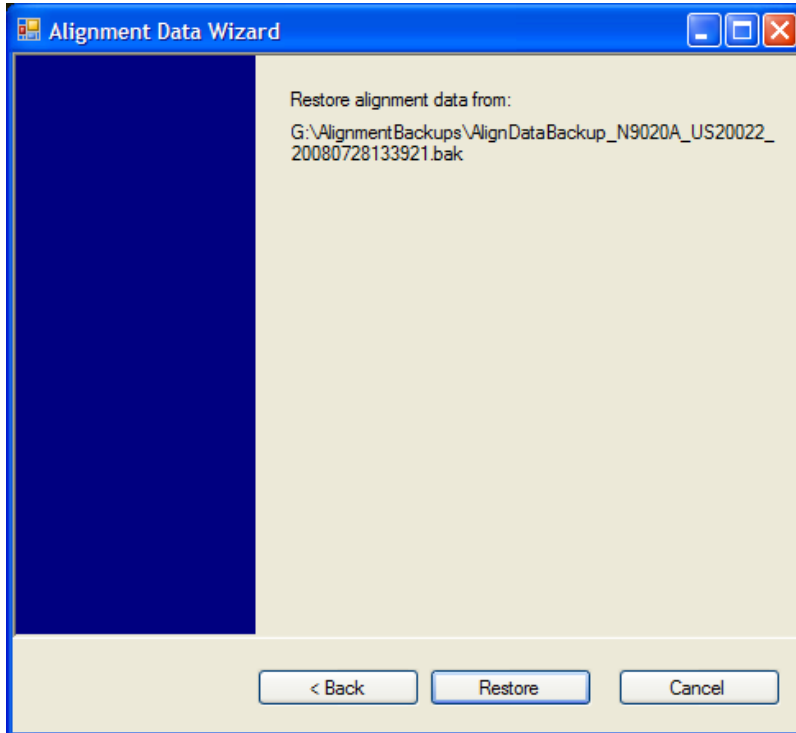 Alignment Data Wizard
Restore alignment data from:
G:\AlignmentBackups\AlignDataBackup_N9020A_US20022_
20080728133921.bak
< Back Restore Cancel